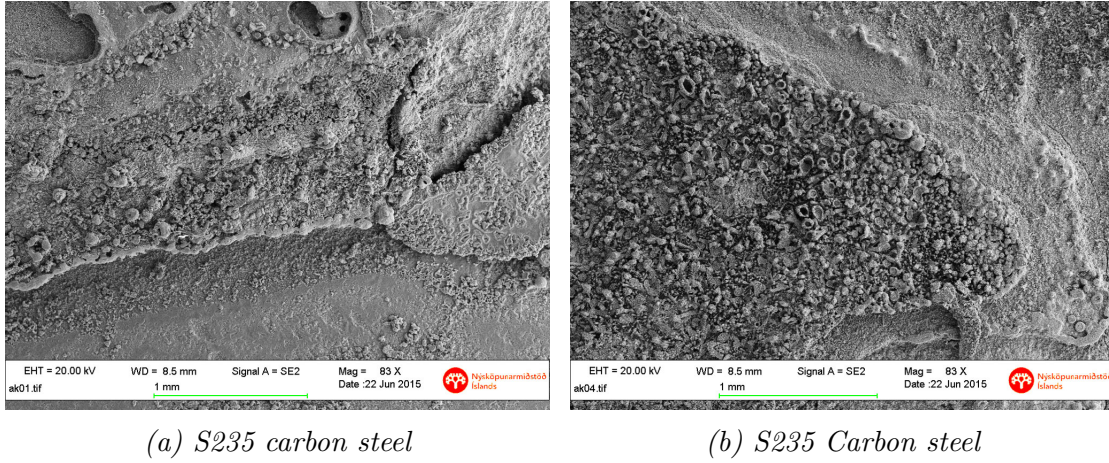 EHT = 20.00 kV WD = 8.5 mm Signal A = SE2 Mag = 83 X
ak01.tif 1 mm Date :22 Jun 2015
Nýsköpunarmiðstöð
Íslands
EHT = 20.00 kV WD = 8.5 mm Signal A = SE2 Mag = 83 X
ak04.tif 1 mm Date :22 Jun 2015
Nýsköpunarmiðstöð
Íslands
(a) S235 carbon steel
(b) S235 Carbon steel